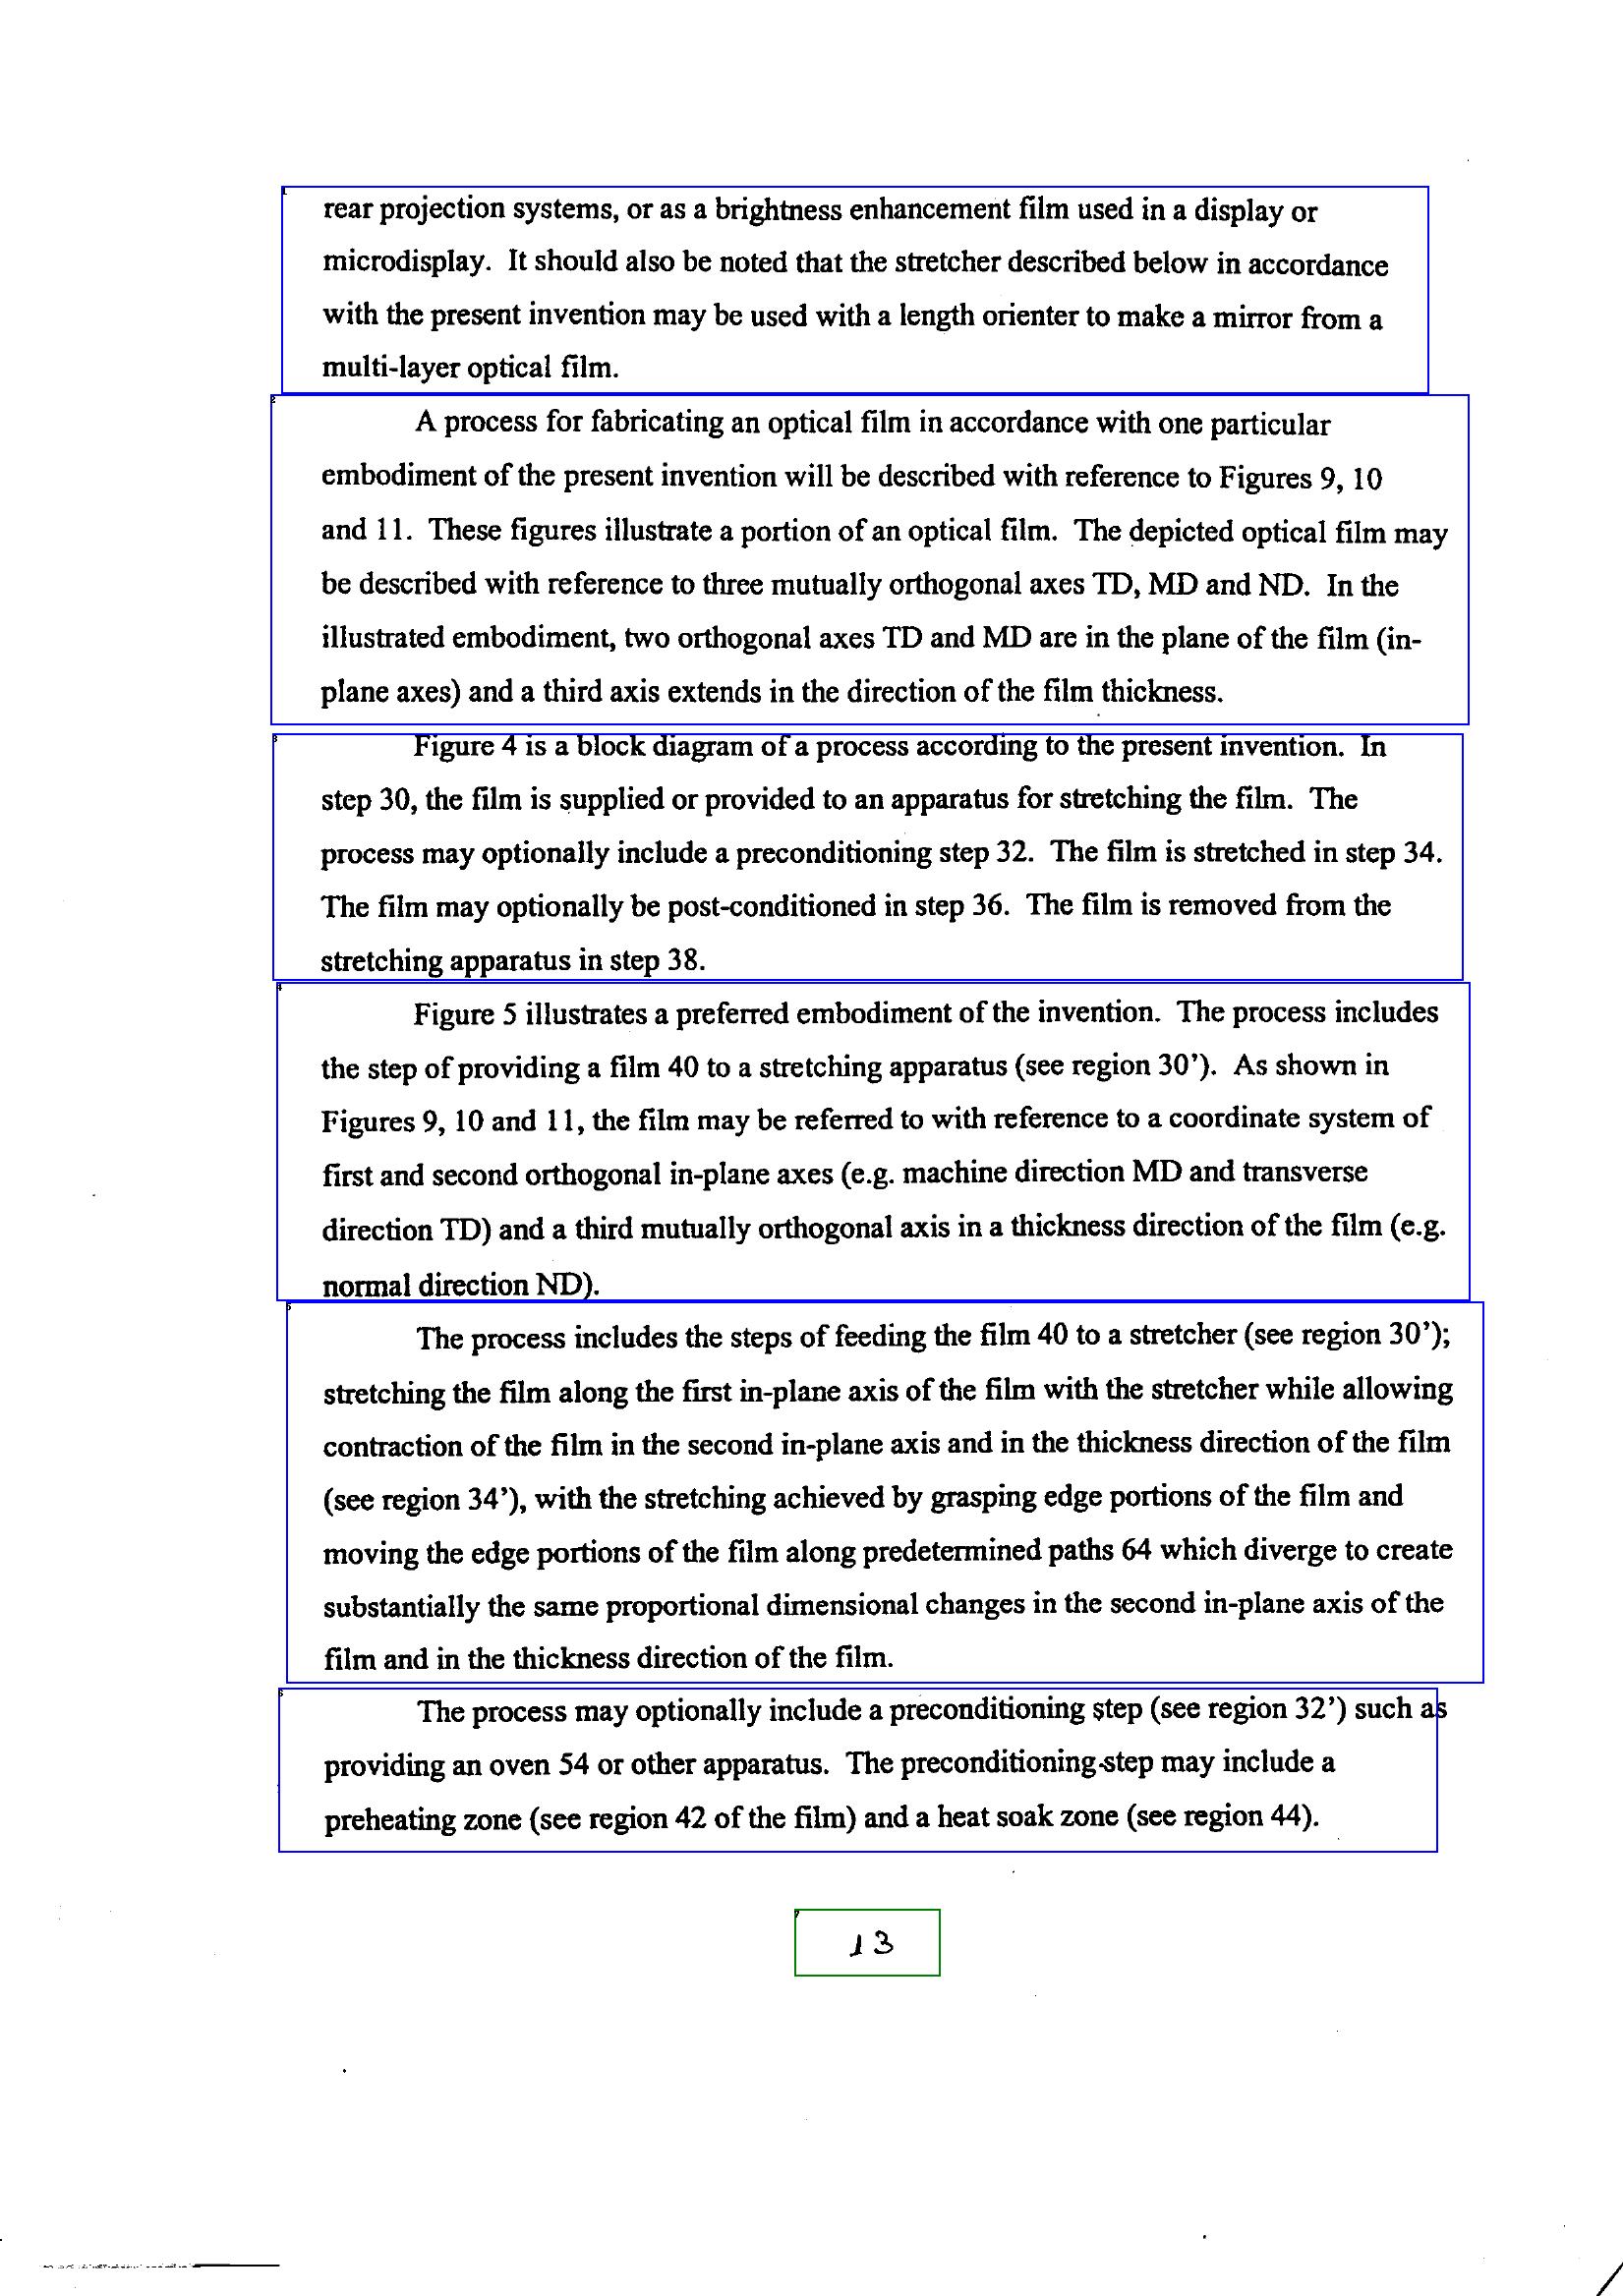 rear projection systems, or as a brightness enhancement film used in a display or
microdisplay. It should also be noted that the stretcher described below in accordance
with the present invention may be used with a length orienter to make a mirror from a
multi-layer optical film.
A process for fabricating an optical film in accordance with one particular
embodiment of the present invention will be described with reference to Figures 9, 10
and 11. These figures illustrate a portion of an optical film. The depicted optical film may
be described with reference to three mutually orthogonal axes TD, MD and ND. In the
illustrated embodiment, two orthogonal axes TD and MD are in the plane of the film (in-
plane axes) and a third axis extends in the direction of the film thickness.
Figure 4 is a block diagram of a process according to the present invention. In
step 30, the film is supplied or provided to an apparatus for stretching the film. The
process may optionally include a preconditioning step 32. The film is stretched in step 34.
The film may optionally be post-conditioned in step 36. The film is removed from the
stretching apparatus in step 38.
Figure 5 illustrates a preferred embodiment of the invention. The process includes
the step of providing a film 40 to a stretching apparatus (see region 30'). As shown in
Figures 9, 10 and 11, the film may be referred to with reference to a coordinate system of
first and second orthogonal in-plane axes (e.g. machine direction MD and transverse
direction TD) and a third mutually orthogonal axis in a thickness direction of the film (e.g.
normal direction ND).
The process includes the steps of feeding the film 40 to a stretcher (see region 30');
stretching the film along the first in-plane axis of the film with the stretcher while allowing
contraction of the film in the second in-plane axis and in the thickness direction of the film
(see region 34'), with the stretching achieved by grasping edge portions of the film and
moving the edge portions of the film along predetermined paths 64 which diverge to create
substantially the same proportional dimensional changes in the second in-plane axis of the
film and in the thickness direction of the film.
The process may optionally include a preconditioning step (see region 32') such as
providing an oven 54 or other apparatus. The preconditioning step may include a
preheating zone (see region 42 of the film) and a heat soak zone (see region 44).
13